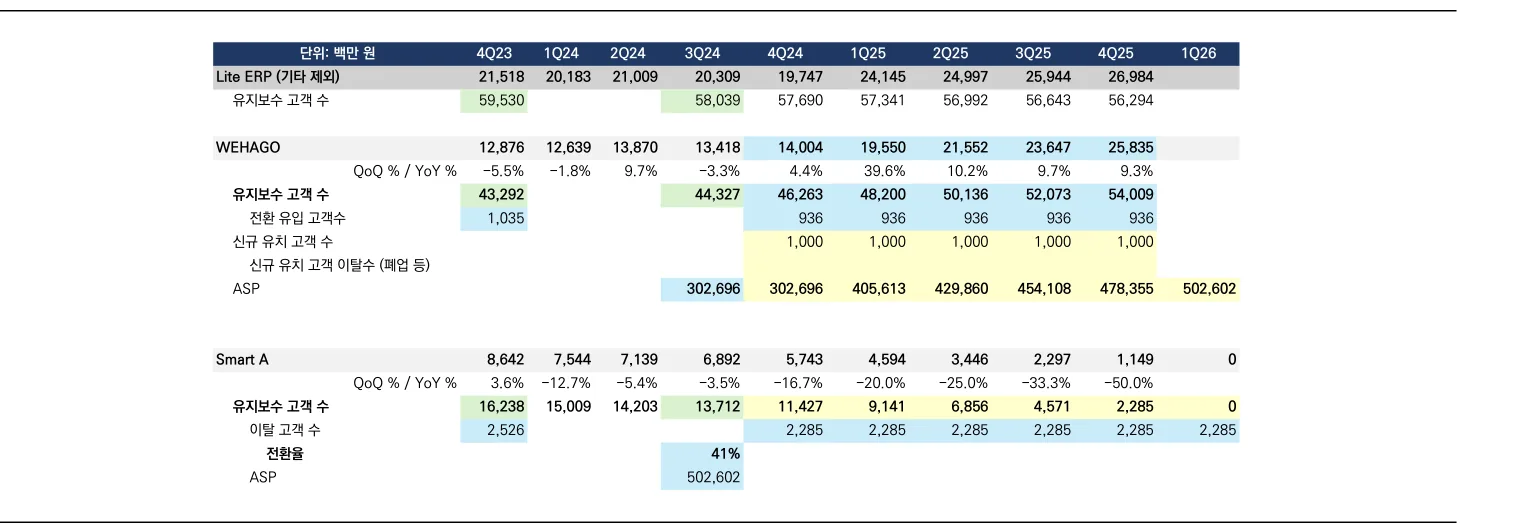 단위: 백만 원 4Q23 1Q24 2Q24 3Q24 4Q24 1Q25 2Q25 3Q25 4Q25 1Q26
Lite ERP (기타 제외) 21,518 20,183 21,009 20,309 19,747 24,145 24,997 25,944 26,984
유지보수 고객 수 59,530 58,039 57,690 57,341 56,992 56,643 56,294
WEHAGO 12,876 12,639 13,870 13,418 14,004 19,550 21,552 23,647 25,835
QoQ % / YoY % -5.5% -1.8% 9.7% -3.3% 4.4% 39.6% 10.2% 9.7% 9.3%
유지보수 고객 수 43,292 44,327 46,263 48,200 50,136 52,073 54,009
전환 유입 고객수 1,035 936 936 936 936 936
신규 유치 고객 수 1,000 1,000 1,000 1,000 1,000
신규 유치 고객 이탈수 (폐업 등)
ASP 302,696 302,696 405,613 429,860 454,108 478,355 502,602
Smart A 8,642 7,544 7,139 6,892 5,743 4,594 3,446 2,297 1,149 0
QoQ % / YoY % 3.6% -12.7% -5.4% -3.5% -16.7% -20.0% -25.0% -33.3% -50.0%
유지보수 고객 수 16,238 15,009 14,203 13,712 11,427 9,141 6,856 4,571 2,285 0
이탈 고객 수 2,526 2,285 2,285 2,285 2,285 2,285 2,285
전환율 41%
ASP 502,602